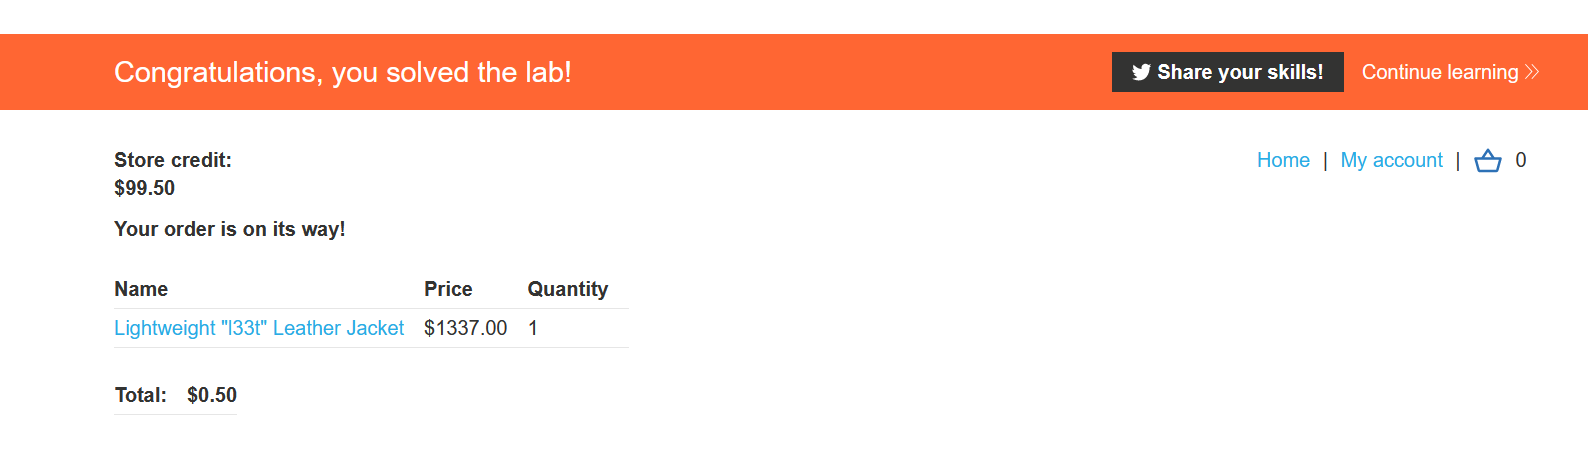 Congratulations, you solved the lab!
Share your skills!
Continue learning
Store credit:
$99.50
Home | My account | 0
Your order is on its way!
Name Price Quantity
Lightweight "l33t" Leather Jacket $1337.00 1
Total: $0.50